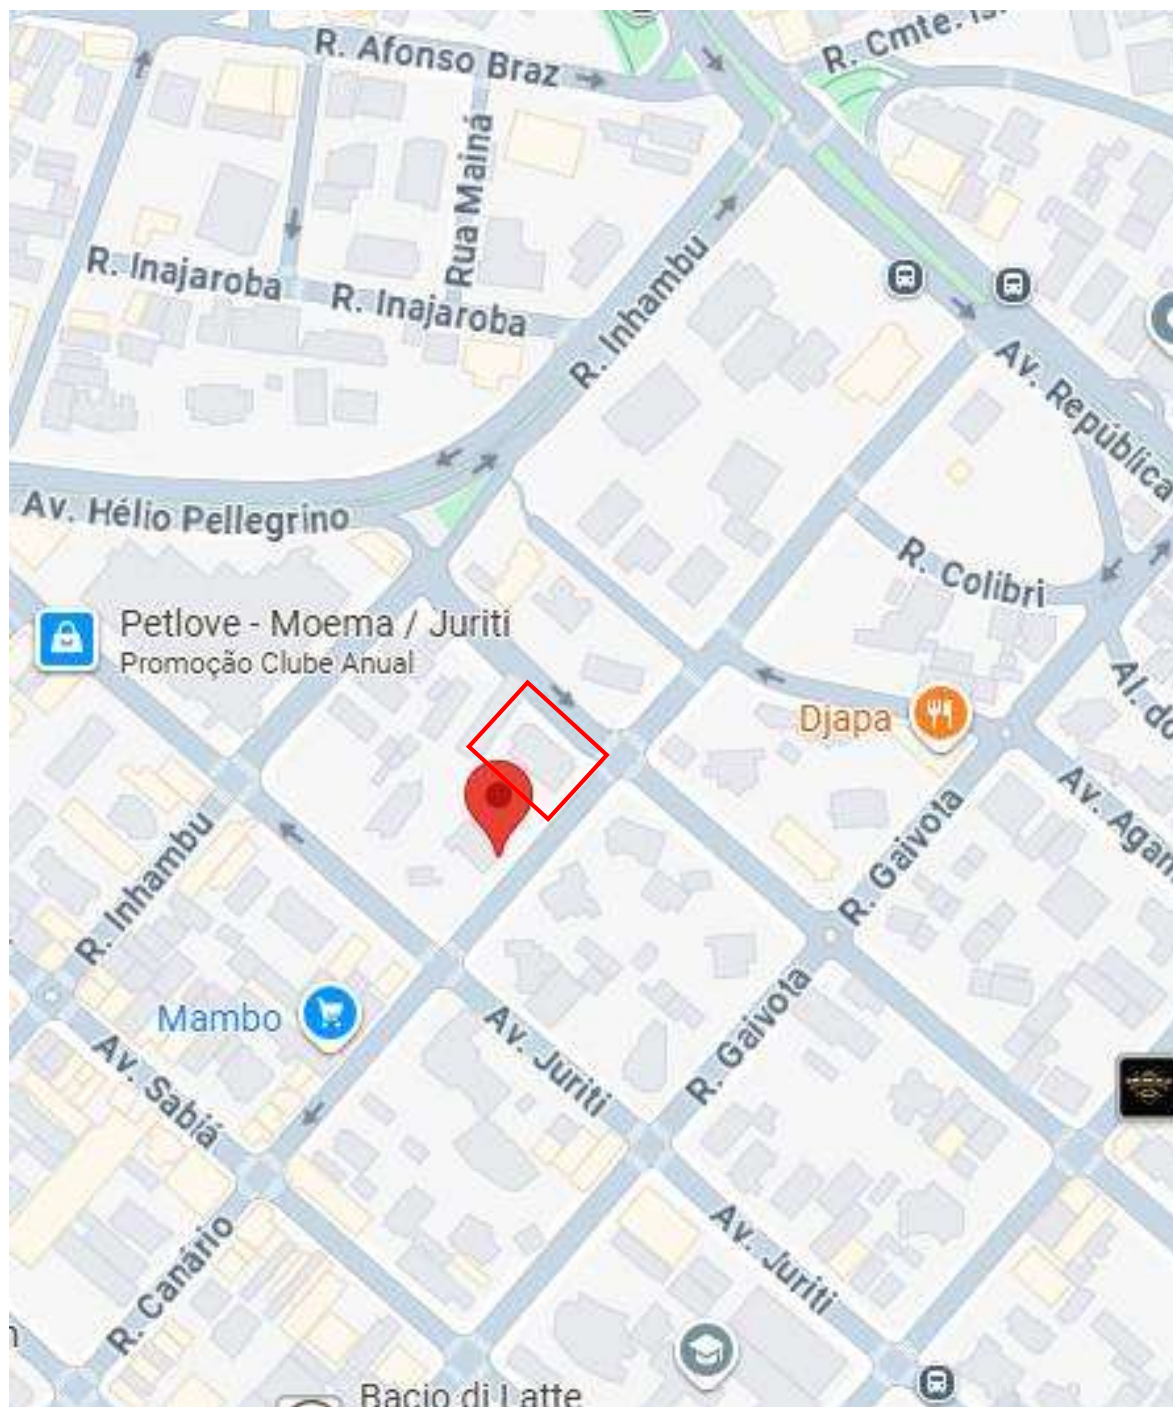 R. Afonso Braz
R. Cmte. Is
Rua Mainá
R. Inajaroba
R. Inajaroba
R. Inhambu
Av. República
Av. Hélio Pellegrino
R. Colibri
Petlove - Moema / Juriti
Promoção Clube Anual
Al. do
Djapa
Av. Agam
R. Gaivota
R. Inhambu
Mambo
Av. Juriti
R. Gaivota
Av. Sabiá
Av. Juriti
R. Canário
Bacio di Latte